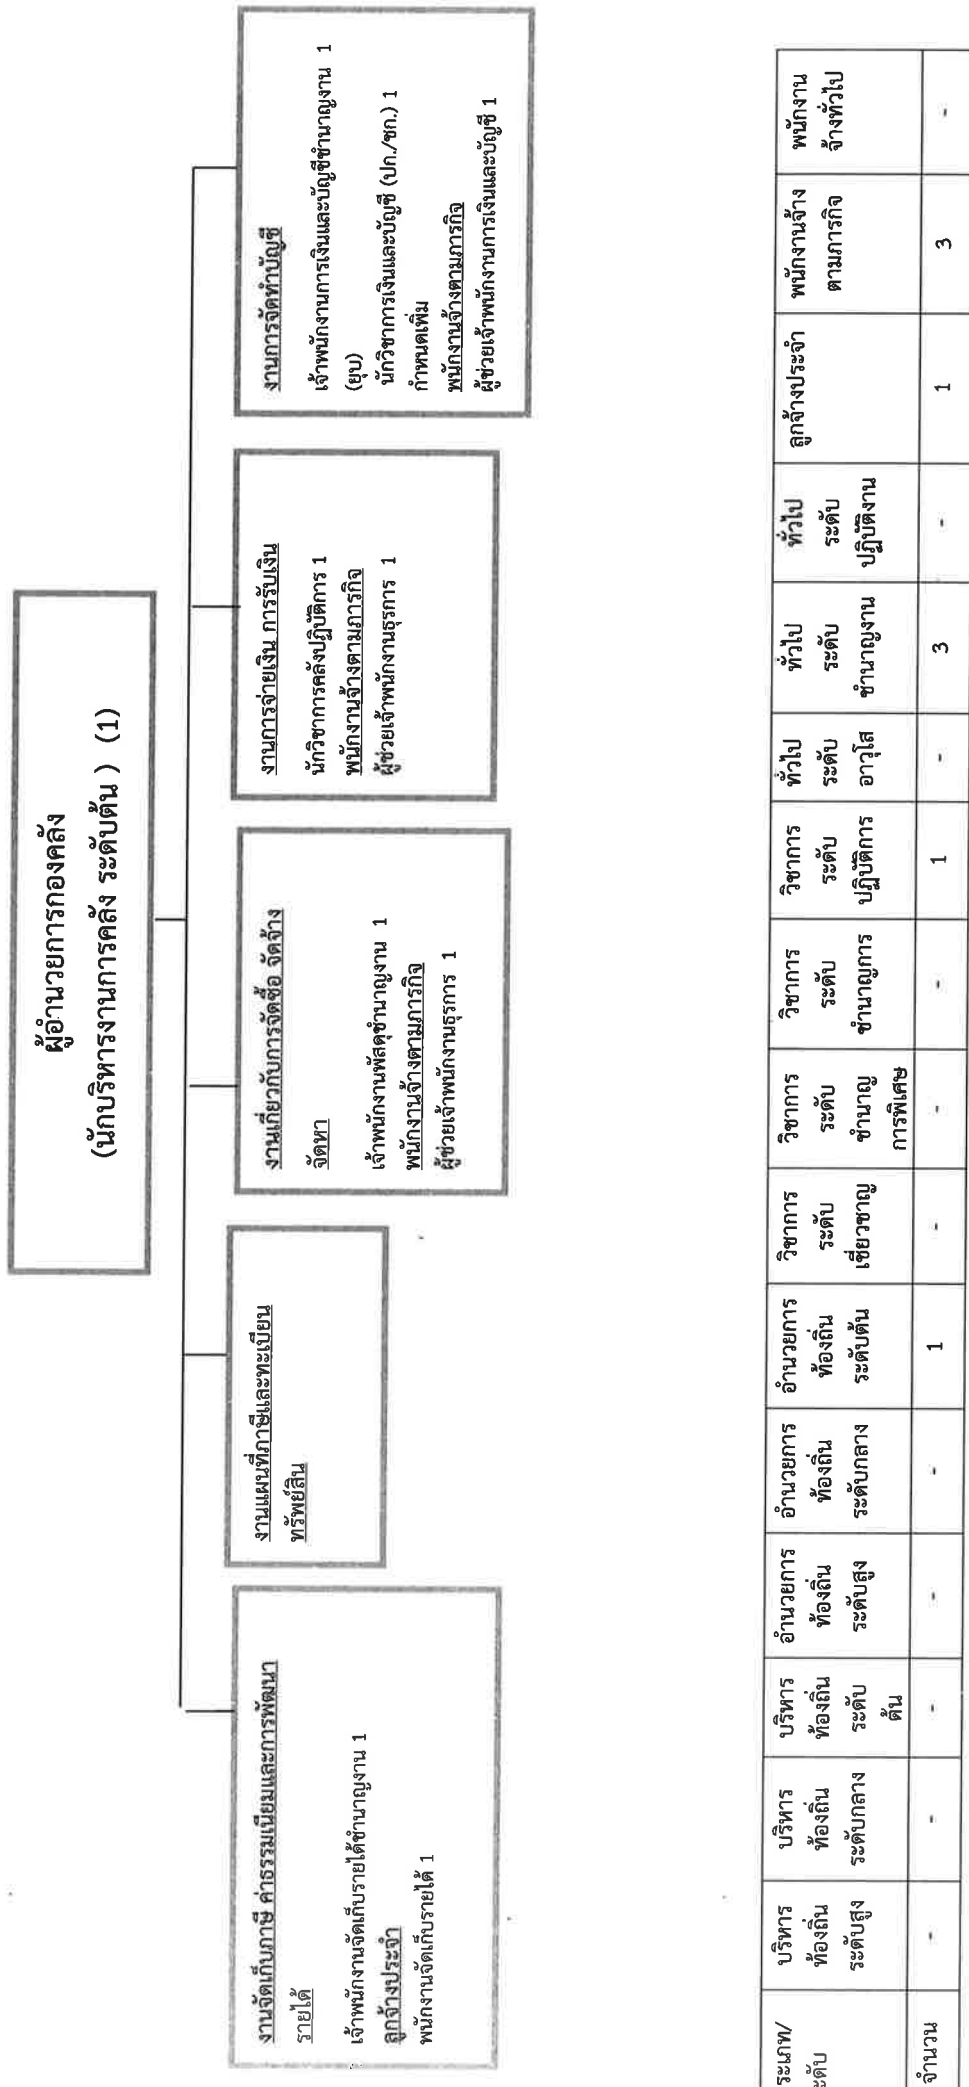 ผู้อำนวยการกองคลัง
(นักบริหารงานการคลัง ระดับต้น ) (1)
งานจัดเก็บภาษี ค่าธรรมเนียมและการพัฒนา
รายได้
เจ้าพนักงานจัดเก็บรายได้ชำนาญงาน 1
ลูกจ้างประจำ
พนักงานจัดเก็บรายได้ 1
งานแผนที่ภาษีและทะเบียน
ทรัพย์สิน
งานเกี่ยวกับการจัดซื้อ จัดจ้าง
จัดหา
เจ้าพนักงานพัสดุชำนาญงาน 1
พนักงานจ้างตามภารกิจ
ผู้ช่วยเจ้าพนักงานธุรการ 1
งานการจ่ายเงิน การรับเงิน
นักวิชาการคลังปฏิบัติการ 1
พนักงานจ้างตามภารกิจ
ผู้ช่วยเจ้าพนักงานธุรการ 1
งานการจัดทำบัญชี
เจ้าพนักงานการเงินและบัญชีชำนาญงาน 1
(ยุบ)
นักวิชาการเงินและบัญชี (ปก./ชก.) 1
กำหนดเพิ่ม
พนักงานจ้างตามภารกิจ
ผู้ช่วยเจ้าพนักงานการเงินและบัญชี 1
ระเภท/
ะดับ
บริหาร
ท้องถิ่น
ระดับสูง
บริหาร
ท้องถิ่น
ระดับกลาง
บริหาร
ท้องถิ่น
ระดับ
ต้น
อำนวยการ
ท้องถิ่น
ระดับสูง
อำนวยการ
ท้องถิ่น
ระดับกลาง
อำนวยการ
ท้องถิ่น
ระดับต้น
วิชาการ
ระดับ
เชี่ยวชาญ
วิชาการ
ระดับ
ชำนาญ
การพิเศษ
วิชาการ
ระดับ
ชำนาญการ
วิชาการ
ระดับ
ปฏิบัติการ
ทั่วไป
ระดับ
อาวุโส
ทั่วไป
ระดับ
ชำนาญงาน
ทั่วไป
ระดับ
ปฏิบัติงาน
ลูกจ้างประจำ
พนักงานจ้าง
ตามภารกิจ
พนักงาน
จ้างทั่วไป
จำนวน - - - - - 1 - - - 1 - 3 - 1 3 -